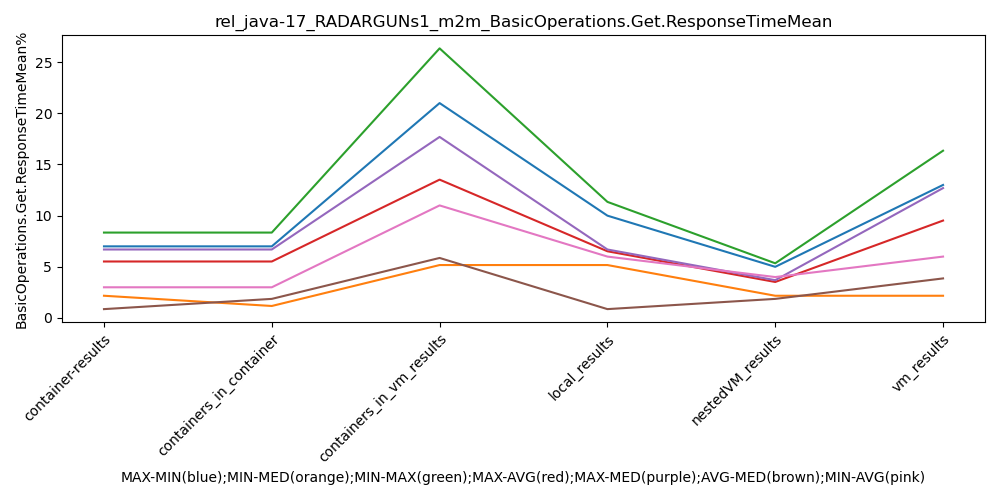 rel_java-17_RADARGUNs1_m2m_BasicOperations.Get.ResponseTimeMean
BasicOperations.Get.ResponseTimeMean%
25
20
15
10
5
0
container-results
containers_in_container
containers_in_vm_results
local_results
nestedVM_results
vm_results
MAX-MIN(blue);MIN-MED(orange);MIN-MAX(green);MAX-AVG(red);MAX-MED(purple);AVG-MED(brown);MIN-AVG(pink)